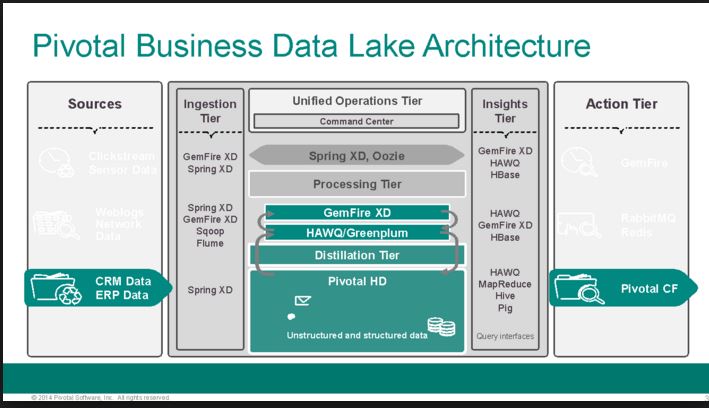 Pivotal Business Data Lake Architecture
Sources
Clickstream
Sensor Data
Weblogs
Network
Data
CRM Data
ERP Data
Ingestion
Tier
GemFire XD
Spring XD
Spring XD
GemFire XD
Sqoop
Flume
Spring XD
Unified Operations Tier
Command Center
Spring XD, Oozie
Processing Tier
GemFire XD
HAWQ/Greenplum
Distillation Tier
Pivotal HD
Unstructured and structured data
Insights
Tier
GemFire XD
HAWQ
HBase
HAWQ
GemFire XD
HBase
HAWQ
MapReduce
Hive
Pig
Query interfaces
Action Tier
GemFire
RabbitMQ
Redis
Pivotal CF
© 2014 Pivotal Software, Inc. All rights reserved.